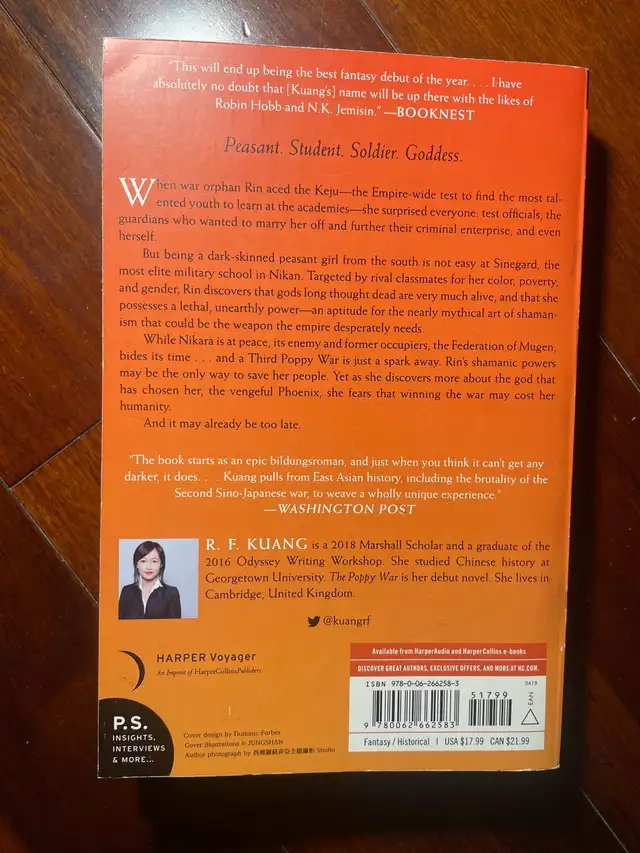 "This will end up being the best fantasy debut of the year. . . . I have
absolutely no doubt that [Kuang's] name will be up there with the likes of
Robin Hobb and N.K. Jemisin." —BOOKNEST
Peasant. Student. Soldier. Goddess.
When war orphan Rin aced the Keju—the Empire-wide test to find the most tal-
ented youth to learn at the academies—she surprised everyone: test officials, the
guardians who wanted to marry her off and further their criminal enterprise, and even
herself.
But being a dark-skinned peasant girl from the south is not easy at Sinegard, the
most elite military school in Nikan. Targeted by rival classmates for her color, poverty,
and gender, Rin discovers that gods long thought dead are very much alive, and that she
possesses a lethal, unearthly power—an aptitude for the nearly mythical art of shaman-
ism that could be the weapon the empire desperately needs.
While Nikara is at peace, its enemy and former occupiers, the Federation of Mugen,
bides its time . . . and a Third Poppy War is just a spark away. Rin's shamanic powers
may be the only way to save her people. Yet as she discovers more about the god that
has chosen her, the vengeful Phoenix, she fears that winning the war may cost her
humanity.
And it may already be too late.
"The book starts as an epic bildungsroman, and just when you think it can't get any
darker, it does. . . . Kuang pulls from East Asian history, including the brutality of the
Second Sino-Japanese war, to weave a wholly unique experience."
—WASHINGTON POST
R. F. KUANG is a 2018 Marshall Scholar and a graduate of the
2016 Odyssey Writing Workshop. She studied Chinese history at
Georgetown University. The Poppy War is her debut novel. She lives in
Cambridge, United Kingdom.
@kuangrf
HARPER Voyager
An Imprint of HarperCollinsPublishers
P.S.
INSIGHTS,
INTERVIEWS
& MORE...
Cover design by Dominic Forbes
Cover illustrations © JUNGSHAN
Author photograph by Studio
Available from HarperAudio and HarperCollins e-books
DISCOVER GREAT AUTHORS, EXCLUSIVE OFFERS, AND MORE AT HC.COM.
ISBN 978-0-06-266258-3
0419
51799
EAN
9 780062 662583
Fantasy / Historical | USA $17.99 CAN $21.99